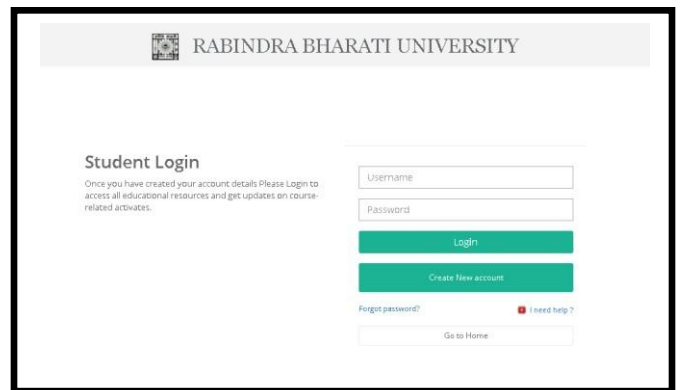 RABINDRA BHARATI UNIVERSITY
Student Login
Once you have created your account details Please Login to
access all educational resources and get updates on course-
related activates.
Username
Password
Login
Create New account
Forgot password?
I need help ?
Go to Home